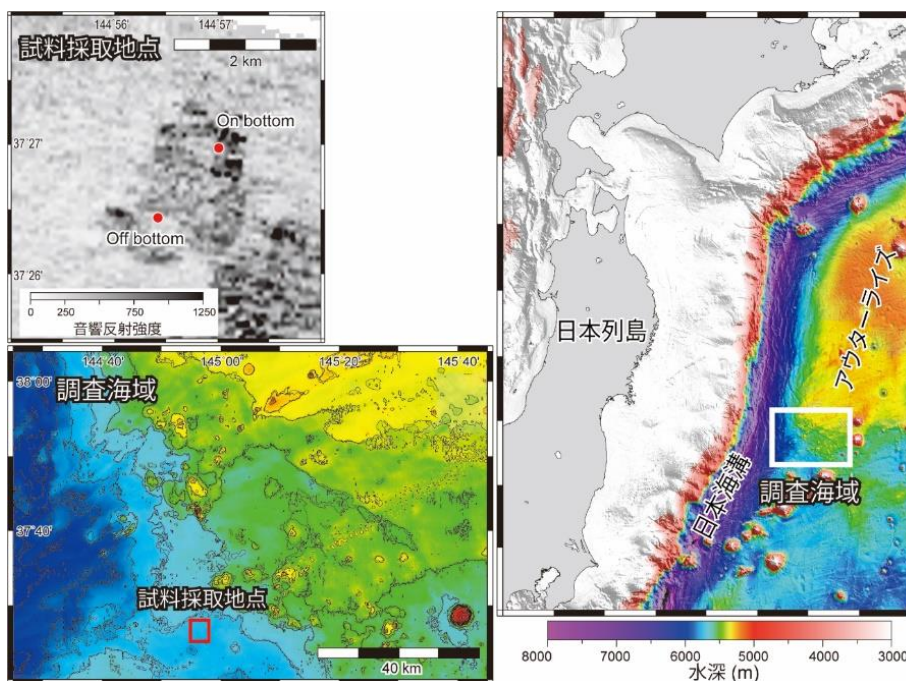 144˚56'
144˚57'
試料採取地点
2 km
On bottom
37˚27'
Off bottom
37˚26'
0
250
750
1250
音響反射強度
144˚40'
145˚00'
145˚20'
145˚40'
38˚00'
調査海域
37˚40'
試料採取地点
40 km
日本列島
アウターライズ
日本海溝
調査海域
8000
7000
6000
5000
4000
3000
水深 (m)